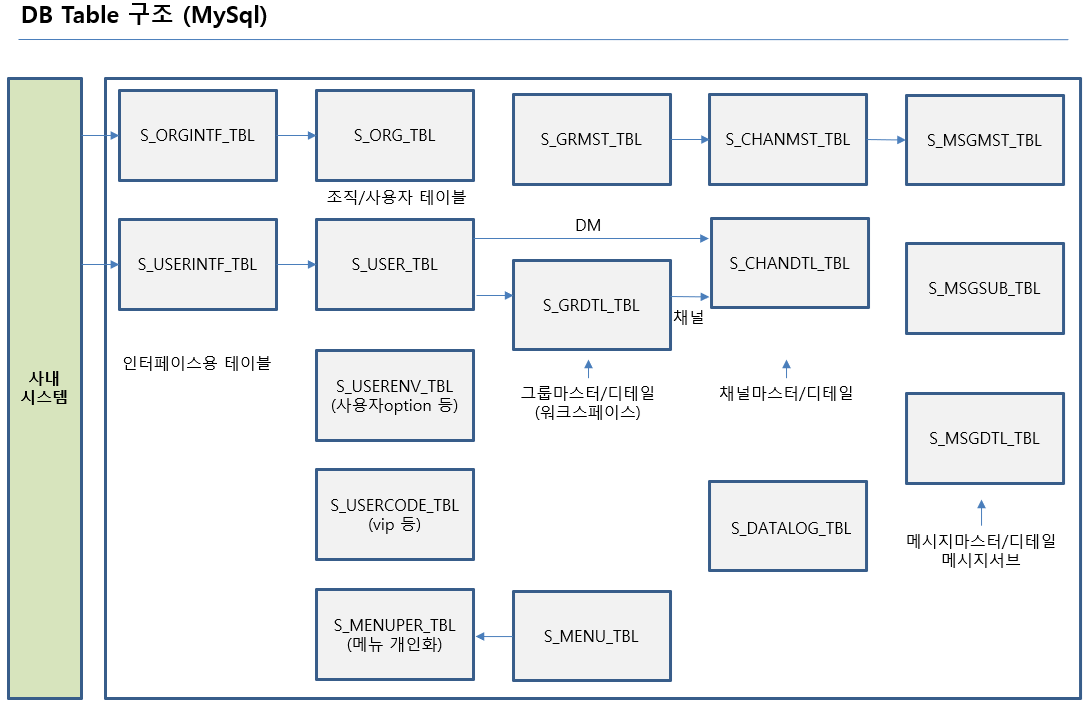 DB Table 구조 (MySql)
사내
시스템
S_ORGINTF_TBL
S_ORG_TBL
S_GRMST_TBL
S_CHANMST_TBL
S_MSGMST_TBL
조직/사용자 테이블
DM
S_USERINTF_TBL
S_USER_TBL
S_GRDTL_TBL
채널
S_CHANDTL_TBL
S_MSGSUB_TBL
인터페이스용 테이블
S_USERENV_TBL
(사용자option 등)
그룹마스터/디테일
(워크스페이스)
채널마스터/디테일
S_MSGDTL_TBL
S_USERCODE_TBL
(vip 등)
S_DATALOG_TBL
메시지마스터/디테일
메시지서브
S_MENUPER_TBL
(메뉴 개인화)
S_MENU_TBL